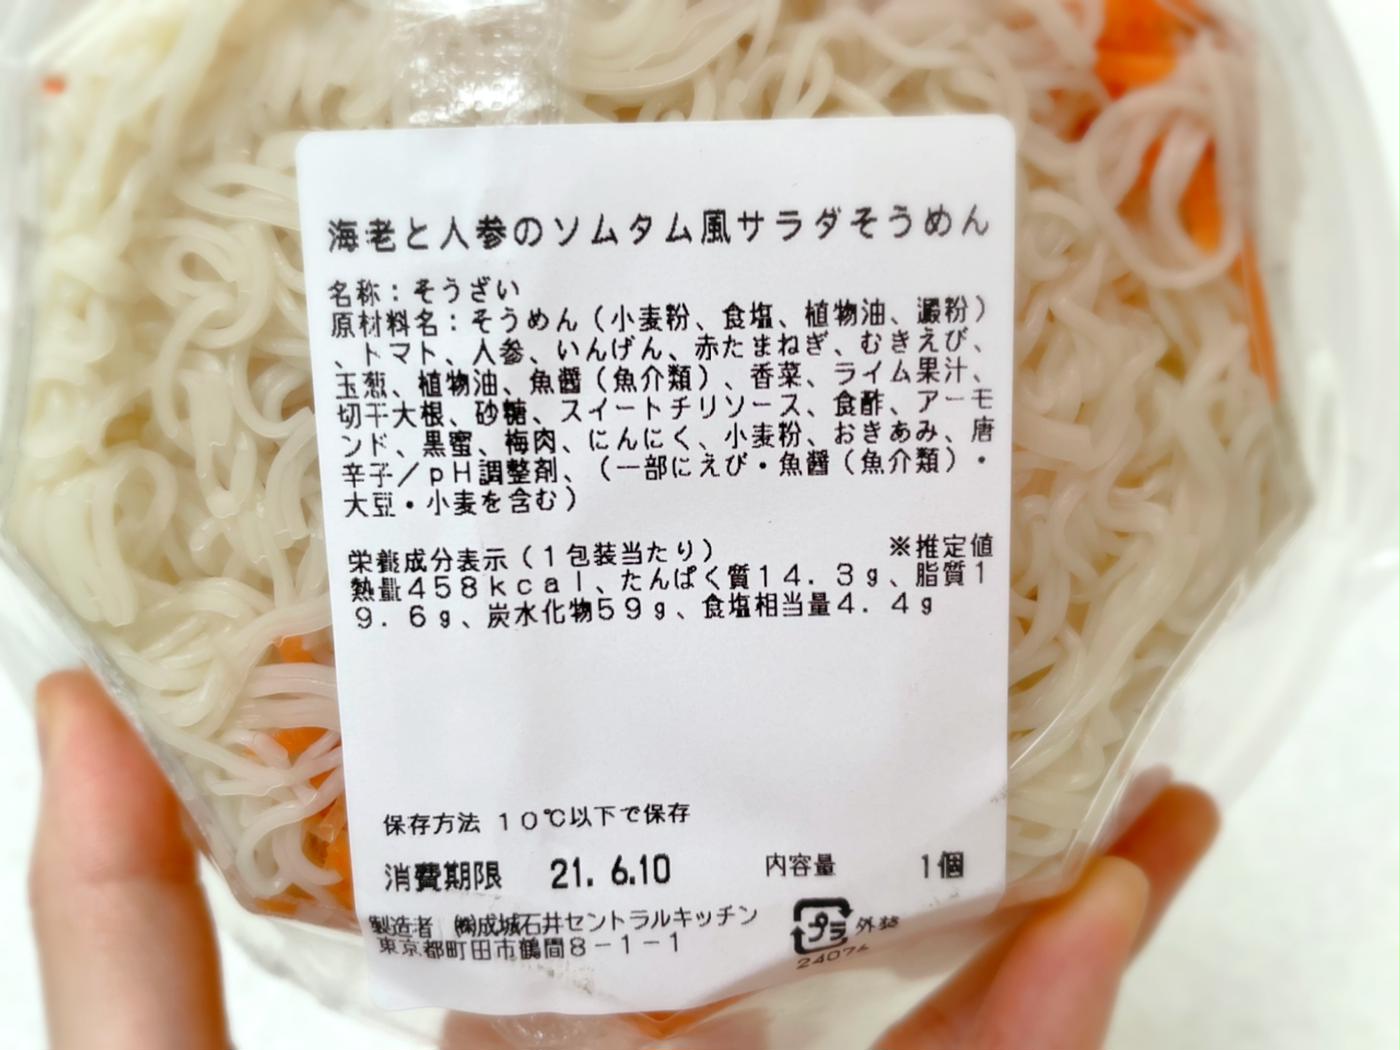 海老と人参のソムタム風サラダそうめん
名称：そうざい
原材料名：そうめん（小麦粉、食塩、植物油、澱粉）
、トマト、人参、いんげん、赤たまねぎ、むきえび、
玉葱、植物油、魚醤（魚介類）、香菜、ライム果汁、
切干大根、砂糖、スイートチリソース、食酢、アーモ
ンド、黒蜜、梅肉、にんにく、小麦粉、おきあみ、唐
辛子／ｐＨ調整剤、（一部にえび・魚醤（魚介類）・
大豆・小麦を含む）
栄養成分表示（１包装当たり） ※推定値
熱量４５８ｋｃａｌ、たんぱく質１４．３ｇ、脂質１
９．６ｇ、炭水化物５９ｇ、食塩相当量４．４ｇ
保存方法 １０℃以下で保存
消費期限 21. 6.10 内容量 1個
製造者 ㈱成城石井セントラルキッチン
東京都町田市鶴間８－１－１
プラ 外装